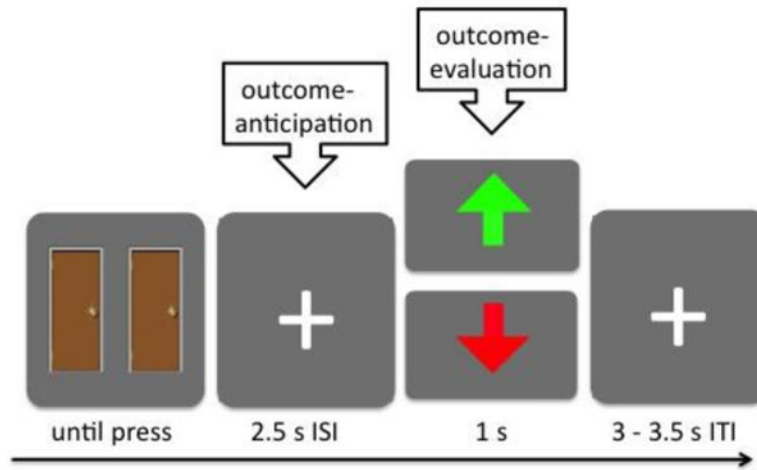 outcome-
evaluation
outcome-
anticipation
until press
2.5 s ISI
1 s
3 - 3.5 s ITI